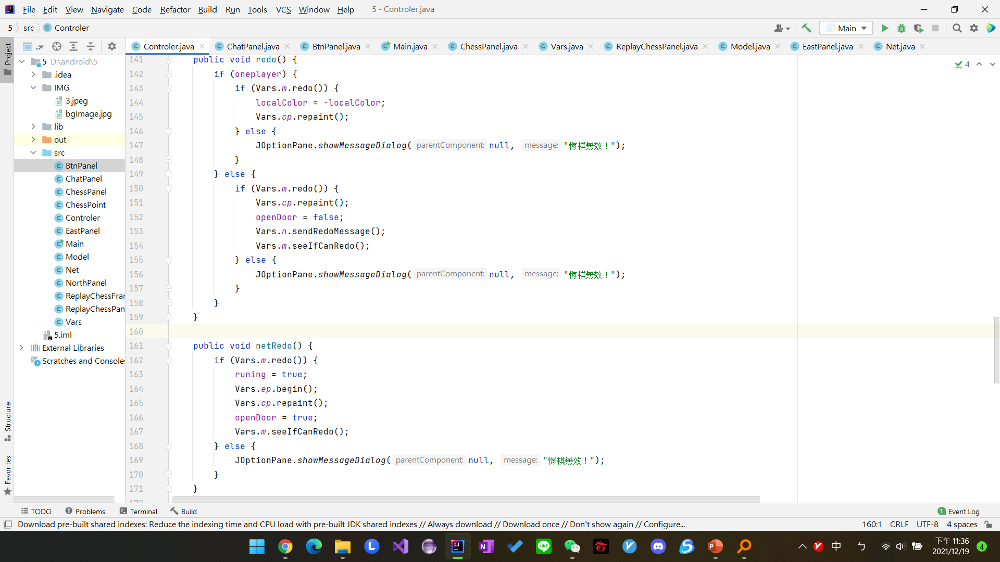 File Edit View Navigate Code Refactor Build Run Tools VCS Window Help 5 - Controler.java
5 src Controler Main
Project ... Controler.java ChatPanel.java BtnPanel.java Main.java ChessPanel.java Vars.java ReplayChessPanel.java Model.java EastPanel.java Net.java
5 D:\android\5
.idea
IMG
3.jpeg
bgImage.jpg
lib
out
src
BtnPanel
ChatPanel
ChessPanel
ChessPoint
Controler
EastPanel
Main
Model
Net
NorthPanel
ReplayChessFrar
ReplayChessPan
Vars
5.iml
External Libraries
Scratches and Consoles
4
141 public void redo() {
142 if (oneplayer) {
143 if (Vars.m.redo()) {
144 localColor = -localColor;
145 Vars.cp.repaint();
146 } else {
147 JOptionPane.showMessageDialog( parentComponent: null, message: "悔棋無效！");
148 }
149 } else {
150 if (Vars.m.redo()) {
151 Vars.cp.repaint();
152 openDoor = false;
153 Vars.n.sendRedoMessage();
154 Vars.m.seeIfCanRedo();
155 } else {
156 JOptionPane.showMessageDialog( parentComponent: null, message: "悔棋無效！");
157 }
158 }
159 }
160
161 public void netRedo() {
162 if (Vars.m.redo()) {
163 runing = true;
164 Vars.ep.begin();
165 Vars.cp.repaint();
166 openDoor = true;
167 Vars.m.seeIfCanRedo();
168 } else {
169 JOptionPane.showMessageDialog( parentComponent: null, message: "悔棋無效！");
170 }
171 }
Structure
Favorites
TODO Problems Terminal Build 1 Event Log
Download pre-built shared indexes: Reduce the indexing time and CPU load with pre-built JDK shared indexes // Always download // Download once // Don't show again // Configure... 160:1 CRLF UTF-8 4 spaces
中 ㄅ 下午 11:36
2021/12/19 4